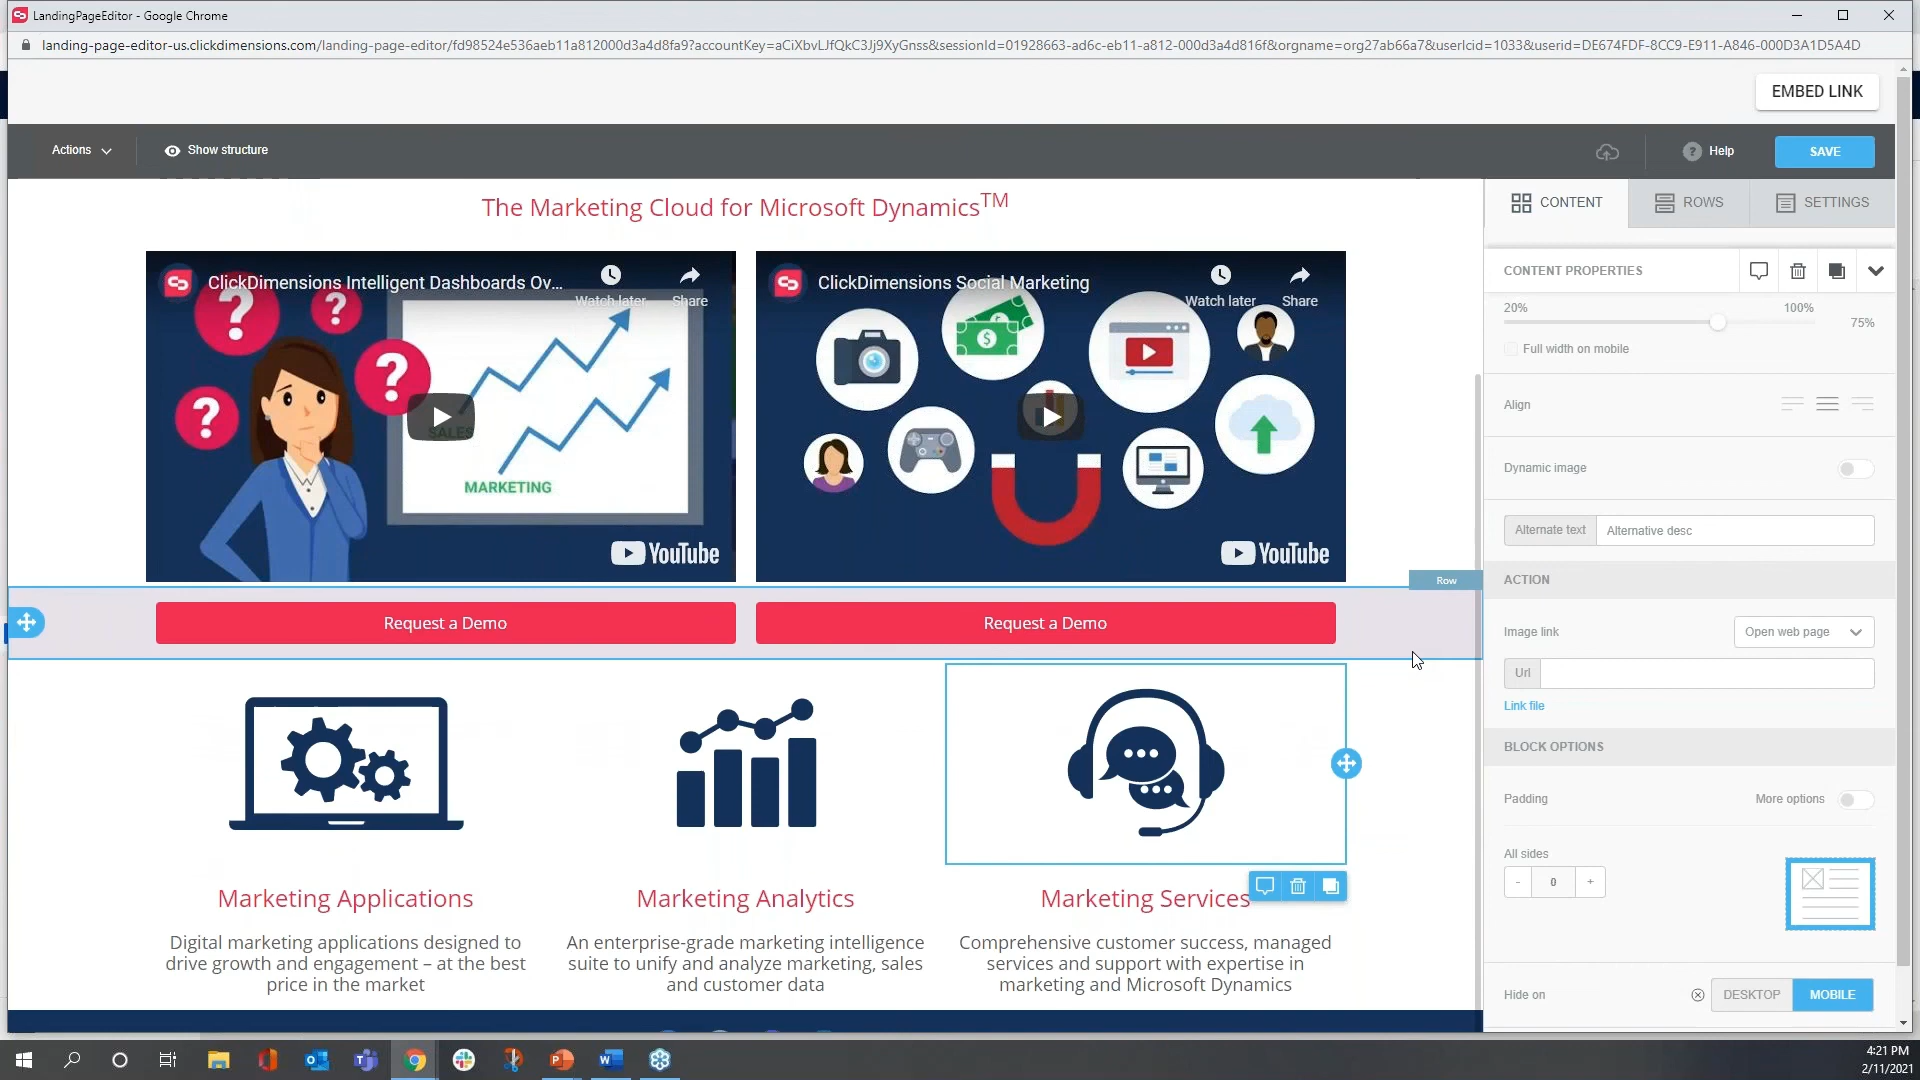 LandingPageEditor - Google Chrome
landing-page-editor-us.clickdimensions.com/landing-page-editor/fd98524e536aeb11a812000d3a4d8fa9?accountKey=aCiXbvLJfQkC3Jj9XyGnss&sessionId=01928663-ad6c-eb11-a812-000d3a4d816f&orgname=org27ab66a7&userlcid=1033&userid=DE674FDF-8CC9-E911-A846-000D3A1D5A4D
EMBED LINK
Actions
Show structure
Help
SAVE
The Marketing Cloud for Microsoft DynamicsTM
ClickDimensions Intelligent Dashboards Ov...
Watch later
Share
SALES
MARKETING
YouTube
ClickDimensions Social Marketing
Watch later
Share
YouTube
Row
Request a Demo
Request a Demo
Marketing Applications
Digital marketing applications designed to
drive growth and engagement – at the best
price in the market
Marketing Analytics
An enterprise-grade marketing intelligence
suite to unify and analyze marketing, sales
and customer data
Marketing Services
Comprehensive customer success, managed
services and support with expertise in
marketing and Microsoft Dynamics
CONTENT
ROWS
SETTINGS
CONTENT PROPERTIES
20%
100%
75%
Full width on mobile
Align
Dynamic image
Alternate text
Alternative desc
ACTION
Image link
Open web page
Url
Link file
BLOCK OPTIONS
Padding
More options
All sides
- 0 +
Hide on
DESKTOP
MOBILE
4:21 PM
2/11/2021